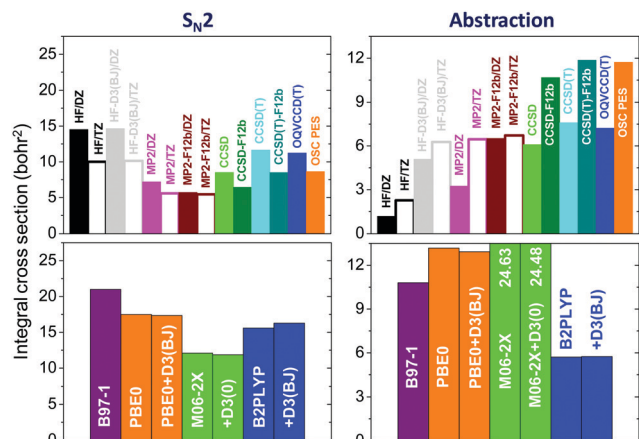 S_N2
Abstraction
Integral cross section (bohr²)
25
20
15
10
5
0
HF/DZ
HF/TZ
HF-D3(BJ)/DZ
HF-D3(BJ)/TZ
MP2/DZ
MP2/TZ
MP2-F12b/DZ
MP2-F12b/TZ
CCSD
CCSD-F12b
CCSD(T)
CCSD(T)-F12b
OQVCCD(T)
OSC PES
12
9
6
3
0
HF/DZ
HF/TZ
HF-D3(BJ)/DZ
HF-D3(BJ)/TZ
MP2/DZ
MP2/TZ
MP2-F12b/DZ
MP2-F12b/TZ
CCSD
CCSD-F12b
CCSD(T)
CCSD(T)-F12b
OQVCCD(T)
OSC PES
25
20
15
10
5
0
B97-1
PBE0
PBE0+D3(BJ)
M06-2X
+D3(0)
B2PLYP
+D3(BJ)
12
9
6
3
0
B97-1
PBE0
PBE0+D3(BJ)
M06-2X 24.63
M06-2X+D3(0) 24.48
B2PLYP
+D3(BJ)